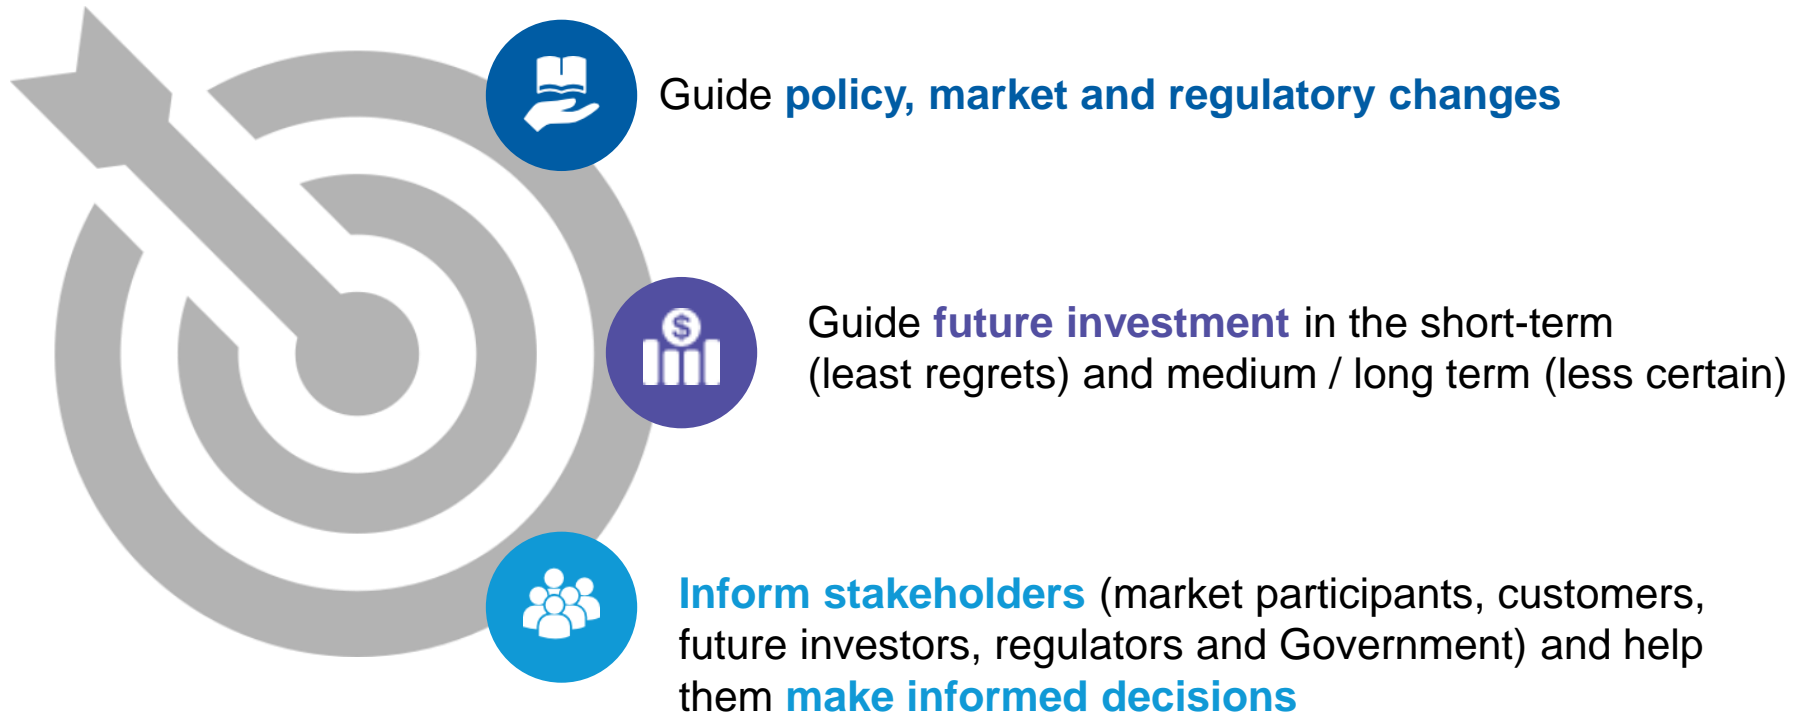 Guide policy, market and regulatory changes
$
Guide future investment in the short-term
(least regrets) and medium / long term (less certain)
Inform stakeholders (market participants, customers,
future investors, regulators and Government) and help
them make informed decisions